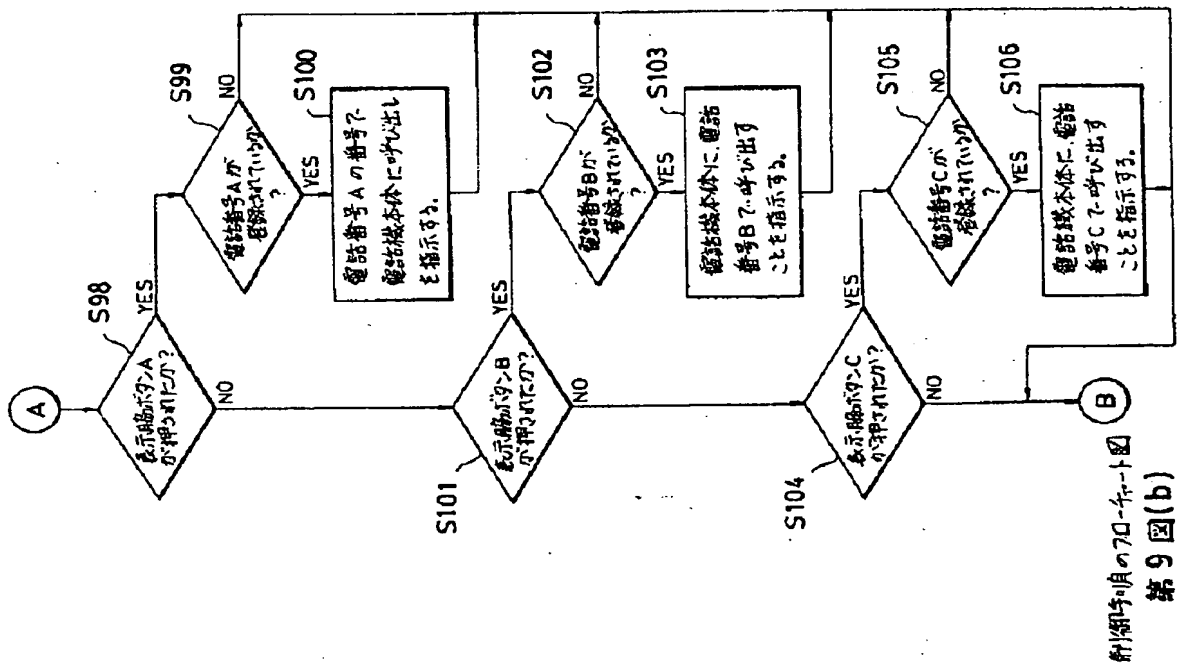 A
S98
表示脇ボタンA
が押されたか?
YES
NO
S99
電話番号Aが
登録されているか
?
NO
YES
S100
電話番号Aの番号で
電話機本体に呼び出し
を指示する。
S101
表示脇ボタンB
が押されたか?
YES
NO
S102
電話番号Bが
登録されているか
?
NO
YES
S103
電話機本体に、電話
番号Bで呼び出す
ことを指示する。
S104
表示脇ボタンC
が押されたか?
YES
NO
S105
電話番号Cが
登録されているか
?
NO
YES
S106
電話機本体に、電話
番号Cで呼び出す
ことを指示する。
B
制御手順のフローチャート図
第9図(b)